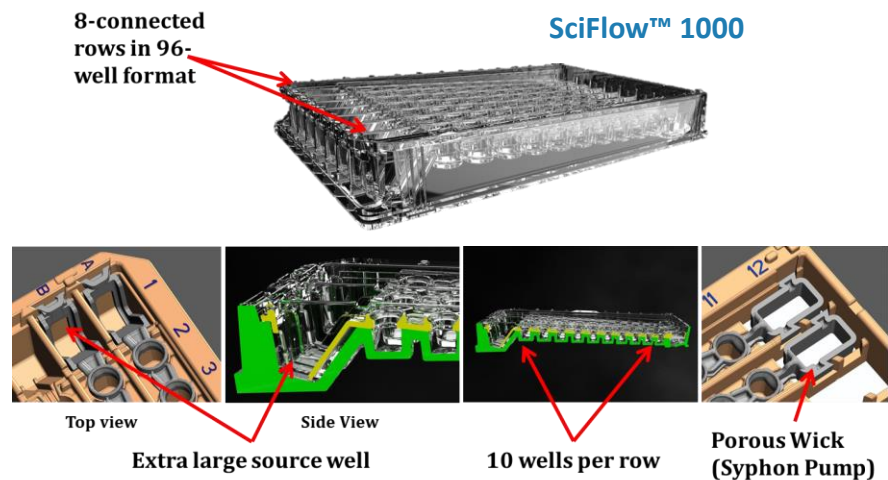 8-connected
rows in 96-
well format
SciFlow™ 1000
A
B
1
2
3
11
12
Top view
Side View
Extra large source well
10 wells per row
Porous Wick
(Syphon Pump)